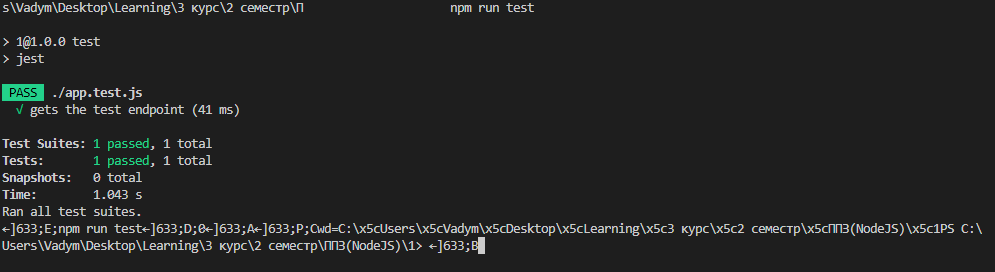 s\Vadym\Desktop\Learning\3 курс\2 семестр\П npm run test
> 1@1.0.0 test
> jest
PASS ./app.test.js
√ gets the test endpoint (41 ms)
Test Suites: 1 passed, 1 total
Tests: 1 passed, 1 total
Snapshots: 0 total
Time: 1.043 s
Ran all test suites.
←]633;E;npm run test←]633;D;0←]633;A←]633;P;Cwd=C:\x5cUsers\x5cVadym\x5cDesktop\x5cLearning\x5c3 курс\x5c2 семестр\x5cППЗ(NodeJS)\x5c1PS C:\
Users\Vadym\Desktop\Learning\3 курс\2 семестр\ППЗ(NodeJS)\1> ←]633;B